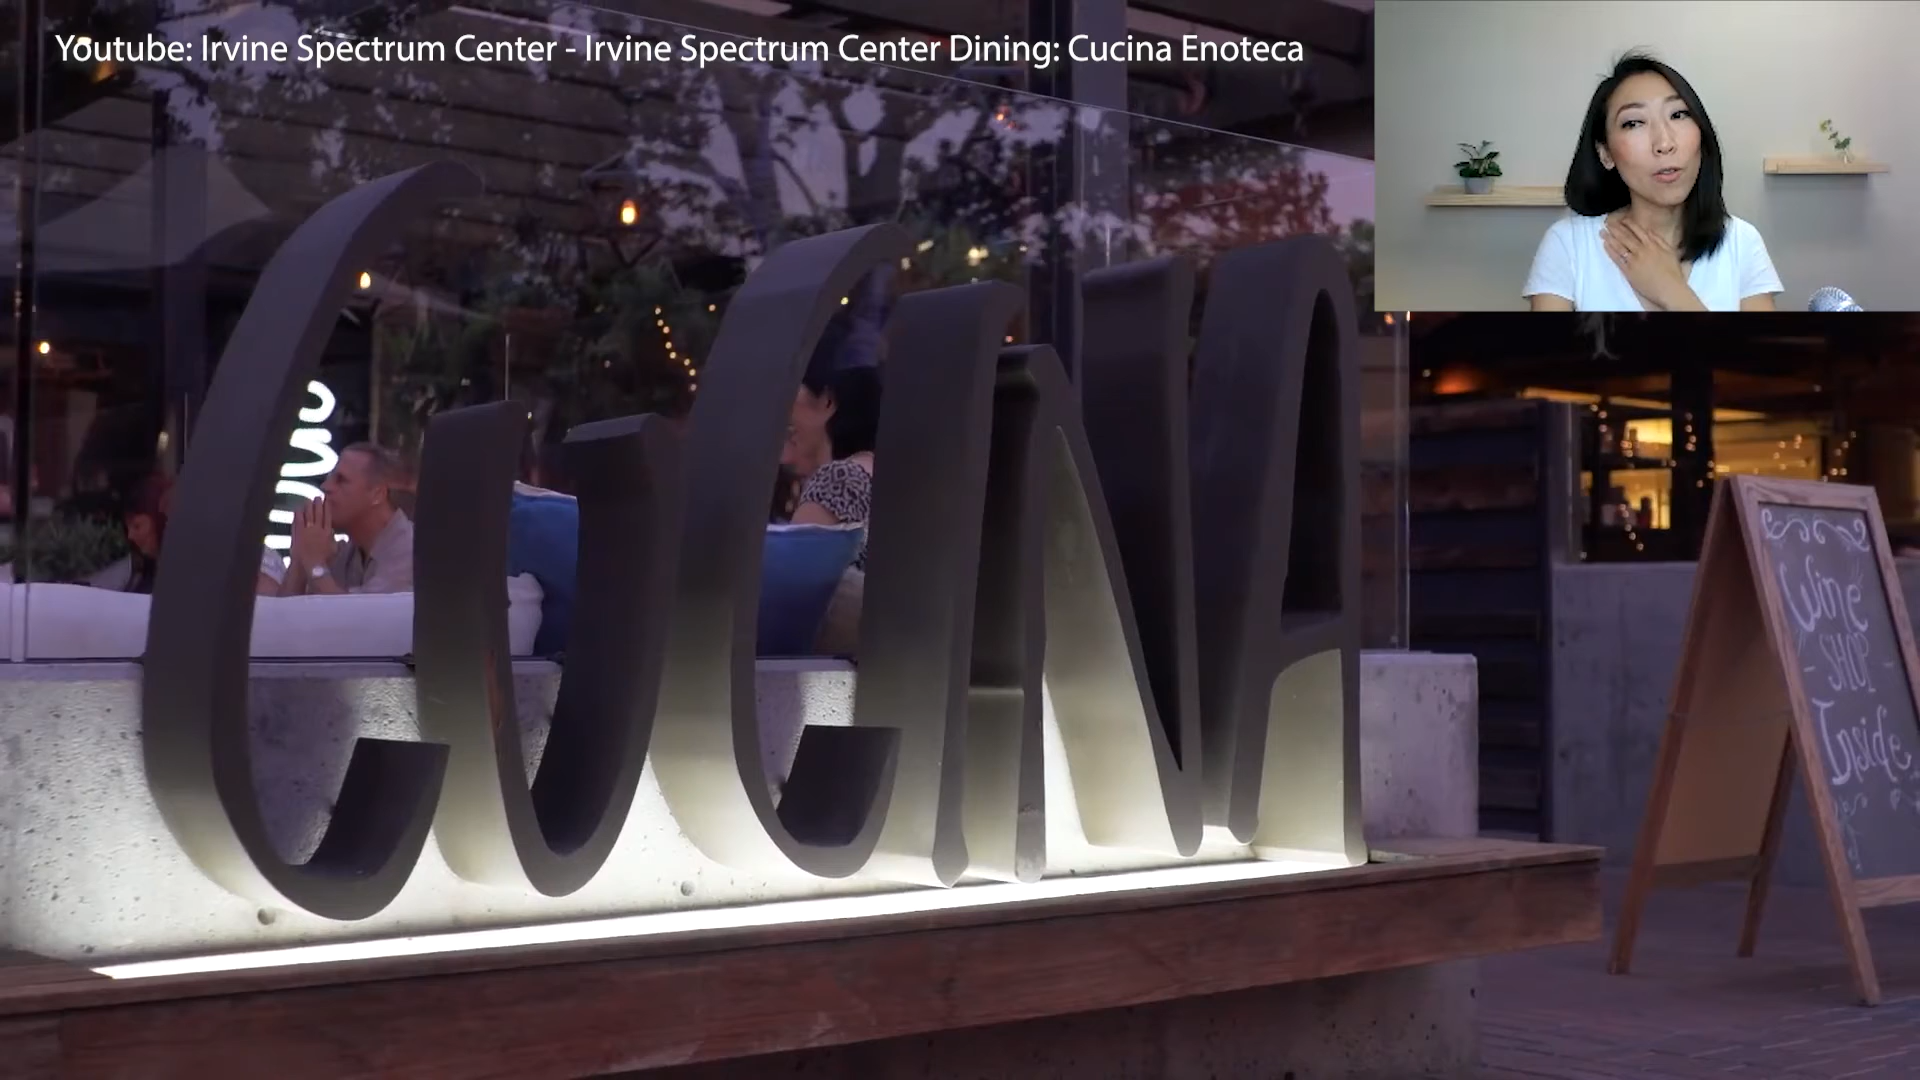 Youtube: Irvine Spectrum Center - Irvine Spectrum Center Dining: Cucina Enoteca
CUCINA
Wine
- SHOP -
Inside